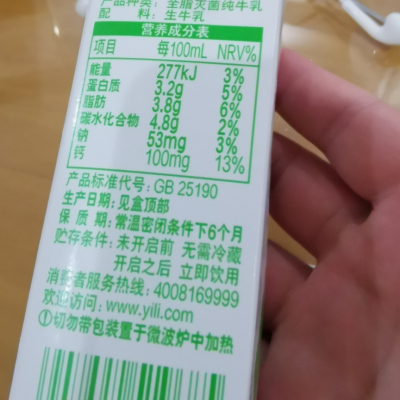 产品种类: 全脂灭菌纯牛乳
配 料: 生牛乳
营养成分表
项目 每100mL NRV%
能量 277kJ 3%
蛋白质 3.2g 5%
脂肪 3.8g 6%
碳水化合物 4.8g 2%
钠 53mg 3%
钙 100mg 13%
产品标准代号: GB 25190
生产日期: 见盒顶部
保 质 期: 常温密闭条件下6个月
贮存条件: 未开启前 无需冷藏
开启之后 立即饮用
消费者服务热线: 4008169999
欢迎访问: www.yili.com
①切勿带包装置于微波炉中加热